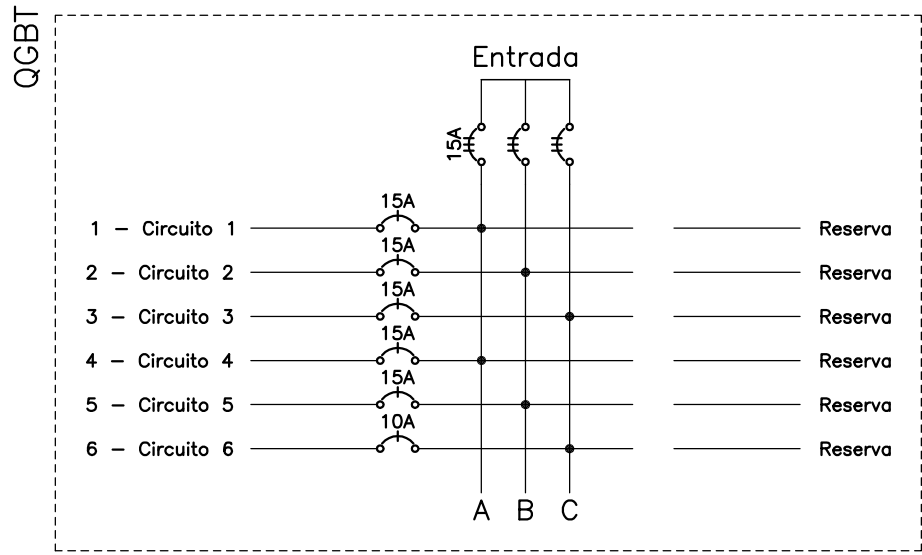 QGBT
Entrada
15A
15A
1 - Circuito 1 Reserva
15A
2 - Circuito 2 Reserva
15A
3 - Circuito 3 Reserva
15A
4 - Circuito 4 Reserva
15A
5 - Circuito 5 Reserva
10A
6 - Circuito 6 Reserva
A B C